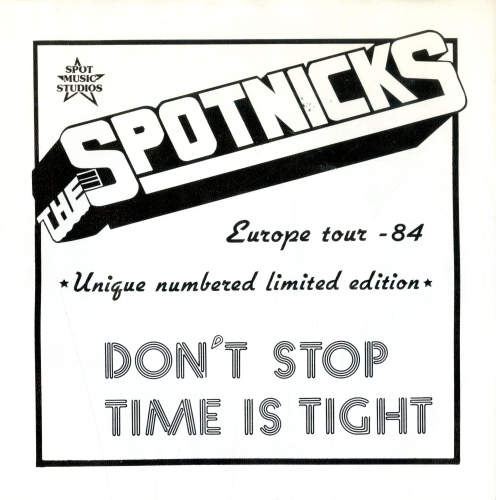 SPOT
MUSIC
STUDIOS
THE SPOTNICKS
Europe tour -84
★Unique numbered limited edition★
DON'T STOP
TIME IS TIGHT